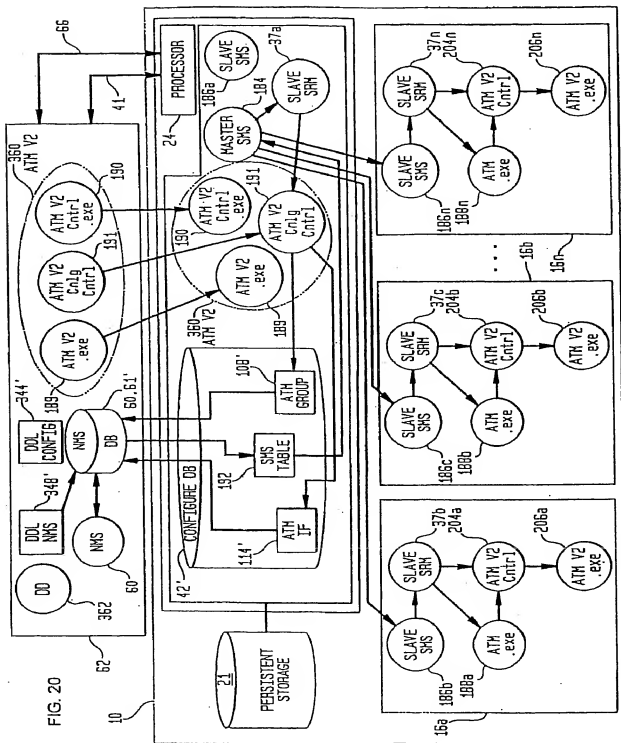 FIG. 20
62
DD
362
NMS
60
DDL
NMS
348'
DDL
CONFIG
344'
NMS
DB
60,61'
ATM V2
.exe
189
ATM V2
Cnlg
Cntrl
191
ATM V2
Cntrl
.exe
190
360
ATM V2
66
41
10
21
PERSISTENT
STORAGE
42'
CONFIGURE DB
114'
ATM
IF
SMS
TABLE
192
ATM
GROUP
108'
360
ATM V2
ATM V2
.exe
189
ATM V2
Cntrl
.exe
190
ATM V2
Cnlg
Cntrl
191
PROCESSOR
24
MASTER
SMS
184
SLAVE
SMS
186a
SLAVE
SRM
37a
16a
SLAVE
SMS
186b
SLAVE
SRM
37b
ATM
.exe
188a
ATM V2
Cntrl
204a
ATM V2
.exe
206a
16b
SLAVE
SMS
186c
SLAVE
SRM
37c
ATM
.exe
188b
ATM V2
Cntrl
204b
ATM V2
.exe
206b
16n
SLAVE
SMS
186n
SLAVE
SRM
37n
ATM
.exe
188n
ATM V2
Cntrl
204n
ATM V2
.exe
206n